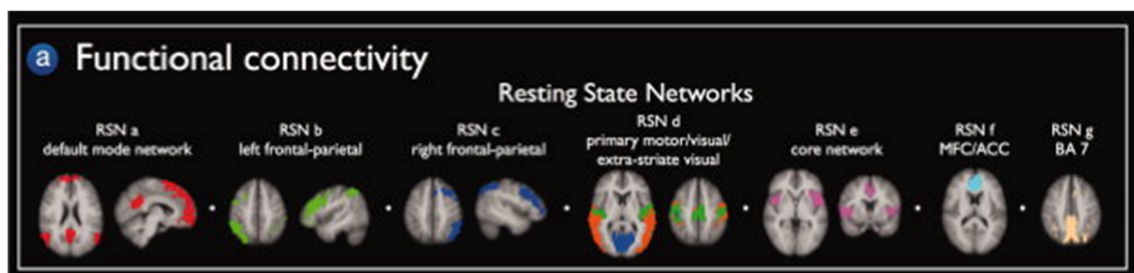 a Functional connectivity
Resting State Networks
RSN a
default mode network
RSN b
left frontal-parietal
RSN c
right frontal-parietal
RSN d
primary motor/visual/
extra-striate visual
RSN e
core network
RSN f
MFC/ACC
RSN g
BA 7